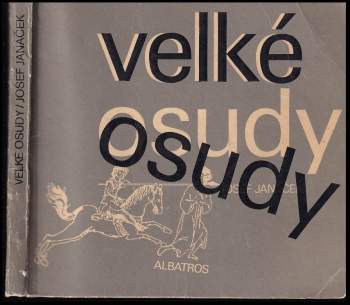 VELKÉ OSUDY / JOSEF JANÁČEK
velké
osudy
osudy
JOSEF JANÁČEK
ALBATROS